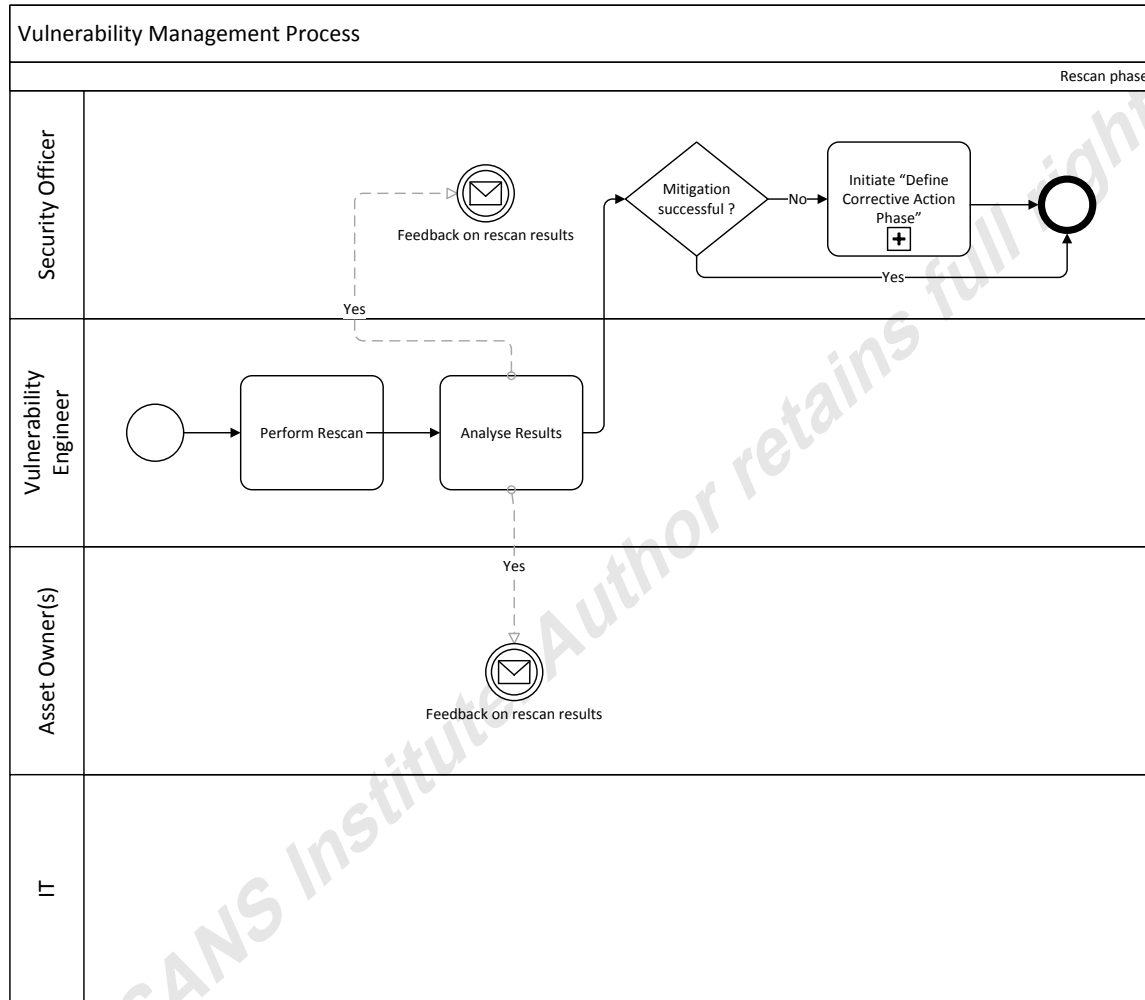 Vulnerability Management Process
Rescan phase
Security Officer
Feedback on rescan results
Mitigation
successful ?
No
Initiate “Define
Corrective Action
Phase”
Yes
Yes
Vulnerability
Engineer
Perform Rescan
Analyse Results
Asset Owner(s)
Yes
Feedback on rescan results
IT
SANS Institute
Author retains full right